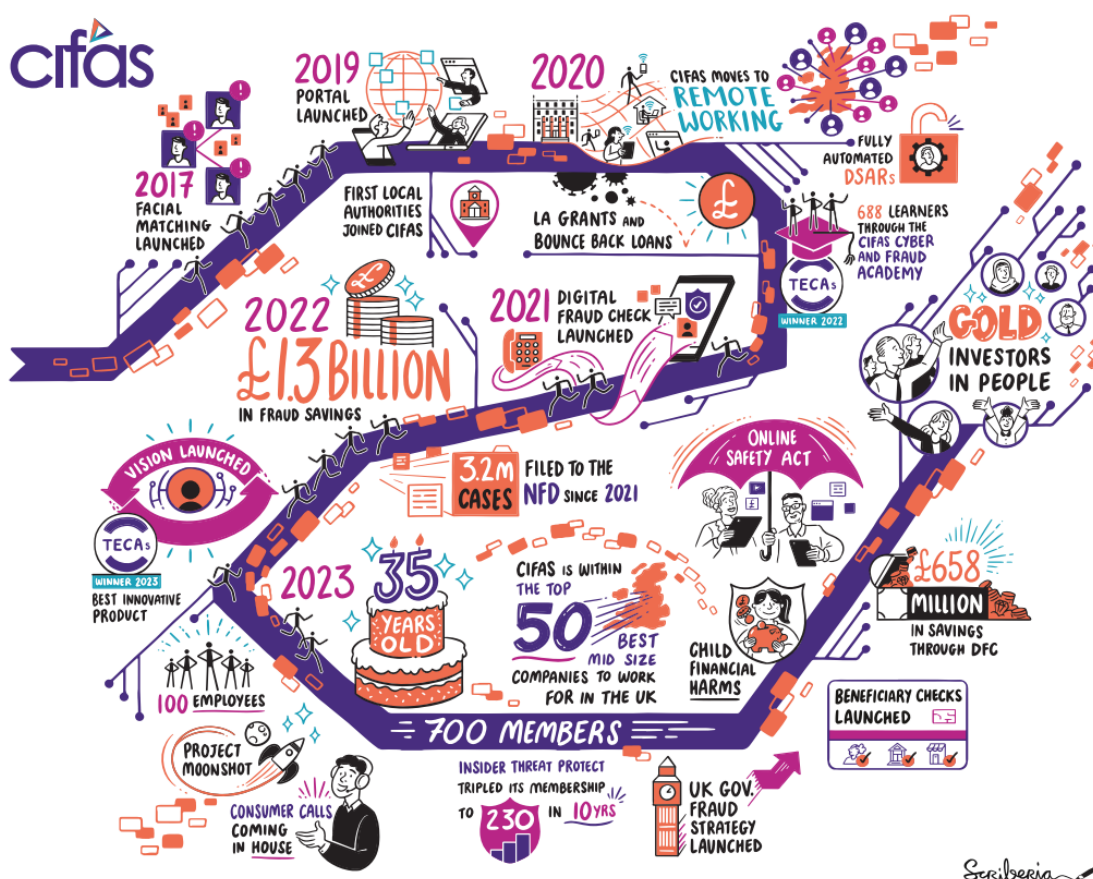 cifas
2017
FACIAL
MATCHING
LAUNCHED
2019
PORTAL
LAUNCHED
FIRST LOCAL
AUTHORITIES
JOINED CIFAS
2020
CIFAS MOVES TO
REMOTE
WORKING
FULLY
AUTOMATED
DSARs
LA GRANTS AND
BOUNCE BACK LOANS
£
688 LEARNERS
THROUGH THE
CIFAS CYBER
AND FRAUD
ACADEMY
TECAs
WINNER 2022
2021
DIGITAL
FRAUD CHECK
LAUNCHED
2022
£
£1.3 BILLION
IN FRAUD SAVINGS
GOLD
INVESTORS
IN PEOPLE
VISION LAUNCHED
TECAs
WINNER 2023
BEST INNOVATIVE
PRODUCT
3.2m
CASES
FILED TO THE
NFD SINCE 2021
ONLINE
SAFETY ACT
£
2023
35
YEARS
OLD
CIFAS IS WITHIN
THE TOP
50
BEST
MID SIZE
COMPANIES TO WORK
FOR IN THE UK
CHILD
FINANCIAL
HARMS
£658
MILLION
IN SAVINGS
THROUGH DFC
100 EMPLOYEES
700 MEMBERS
BENEFICIARY CHECKS
LAUNCHED
PROJECT
MOONSHOT
CONSUMER CALLS
COMING
IN HOUSE
INSIDER THREAT PROTECT
TRIPLED ITS MEMBERSHIP
TO 230 IN 10YRS
UK GOV.
FRAUD
STRATEGY
LAUNCHED
Scriberia